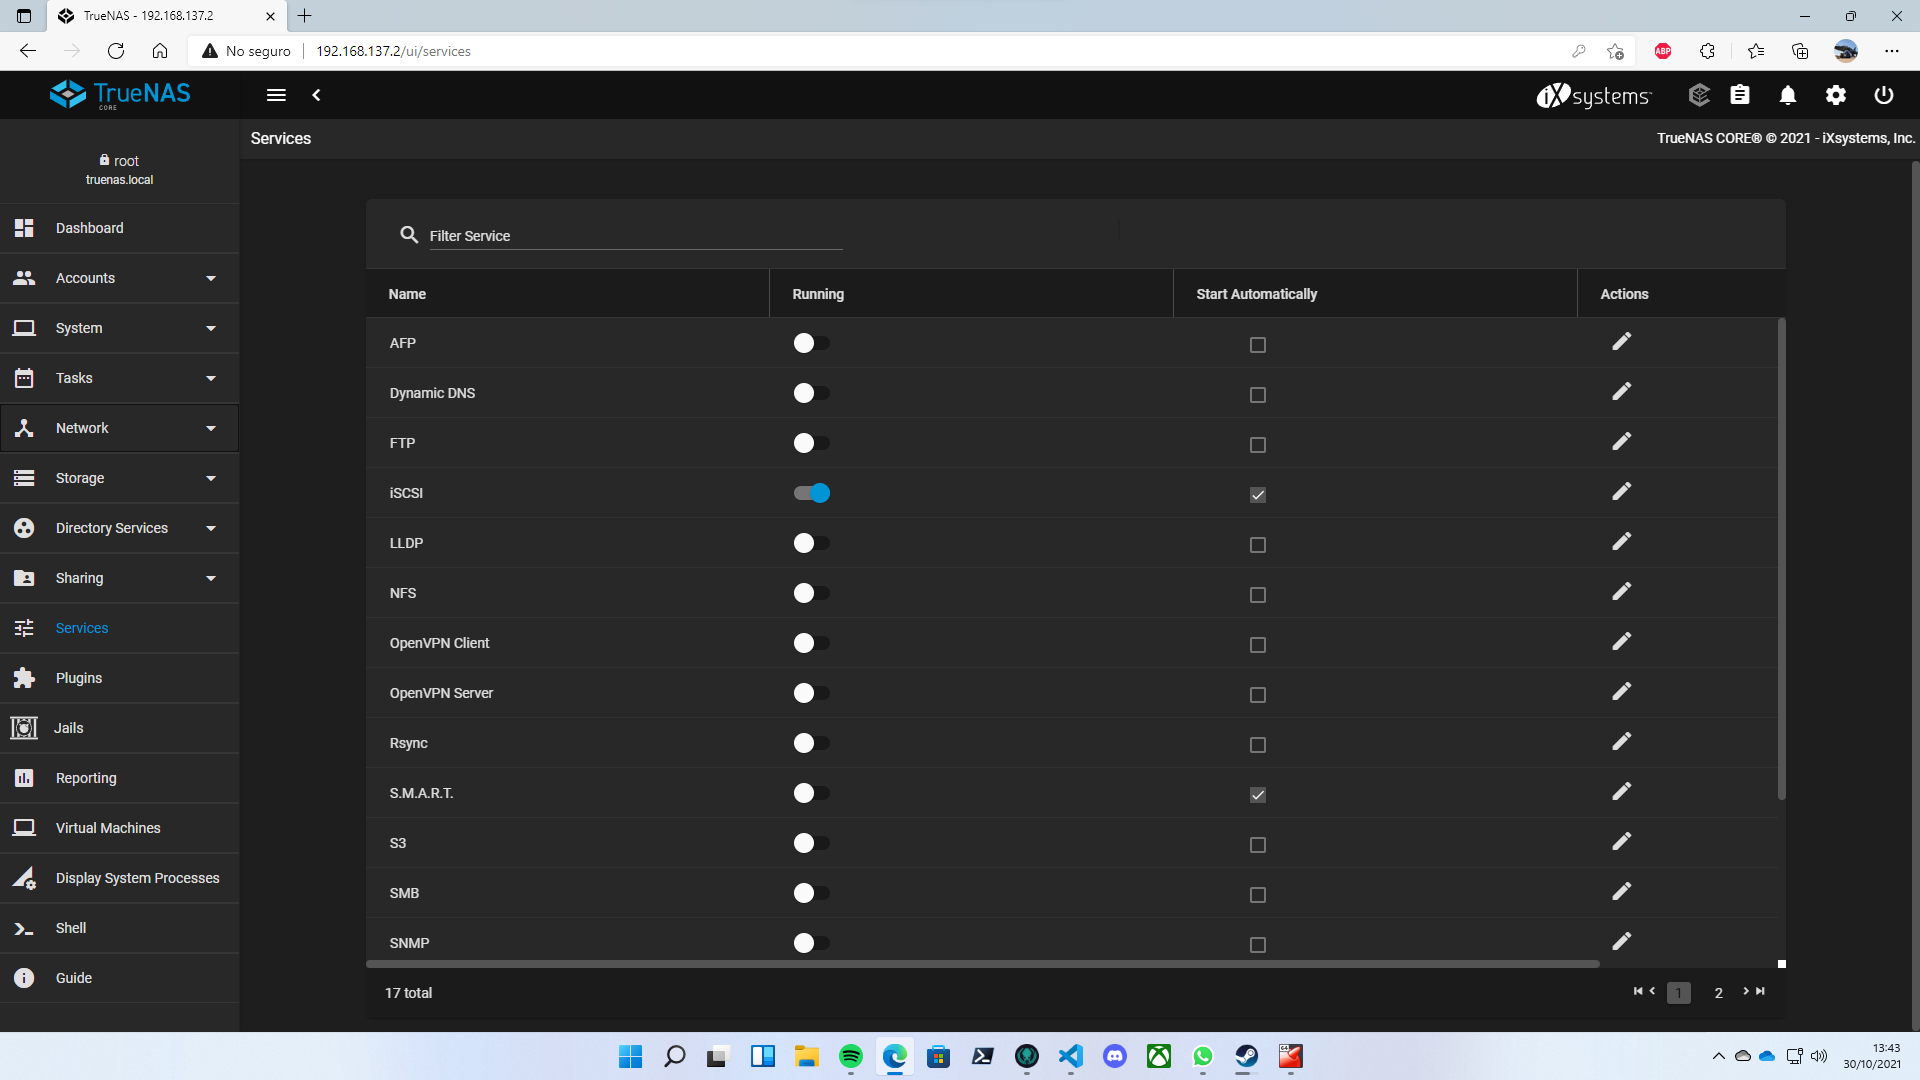 TrueNAS - 192.168.137.2
No seguro
192.168.137.2/ui/services
ABP
TrueNAS
CORE
iXsystems™
Services
TrueNAS CORE® © 2021 - iXsystems, Inc.
root
truenas.local
Dashboard
Accounts
System
Tasks
Network
Storage
Directory Services
Sharing
Services
Plugins
Jails
Reporting
Virtual Machines
Display System Processes
Shell
Guide
Filter Service
Name Running Start Automatically Actions
AFP
Dynamic DNS
FTP
iSCSI
LLDP
NFS
OpenVPN Client
OpenVPN Server
Rsync
S.M.A.R.T.
S3
SMB
SNMP
17 total
1 2
13:43
30/10/2021